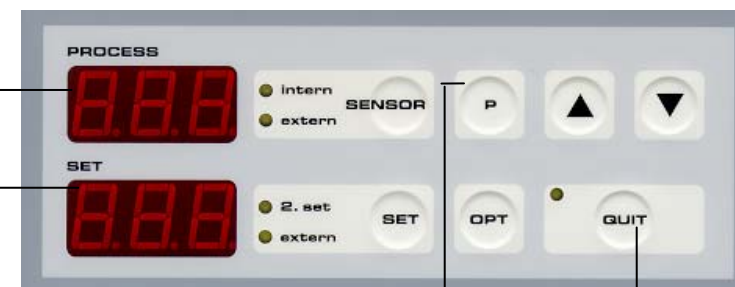 PROCESS
intern
extern
SENSOR
P
SET
2. set
extern
SET
OPT
QUIT